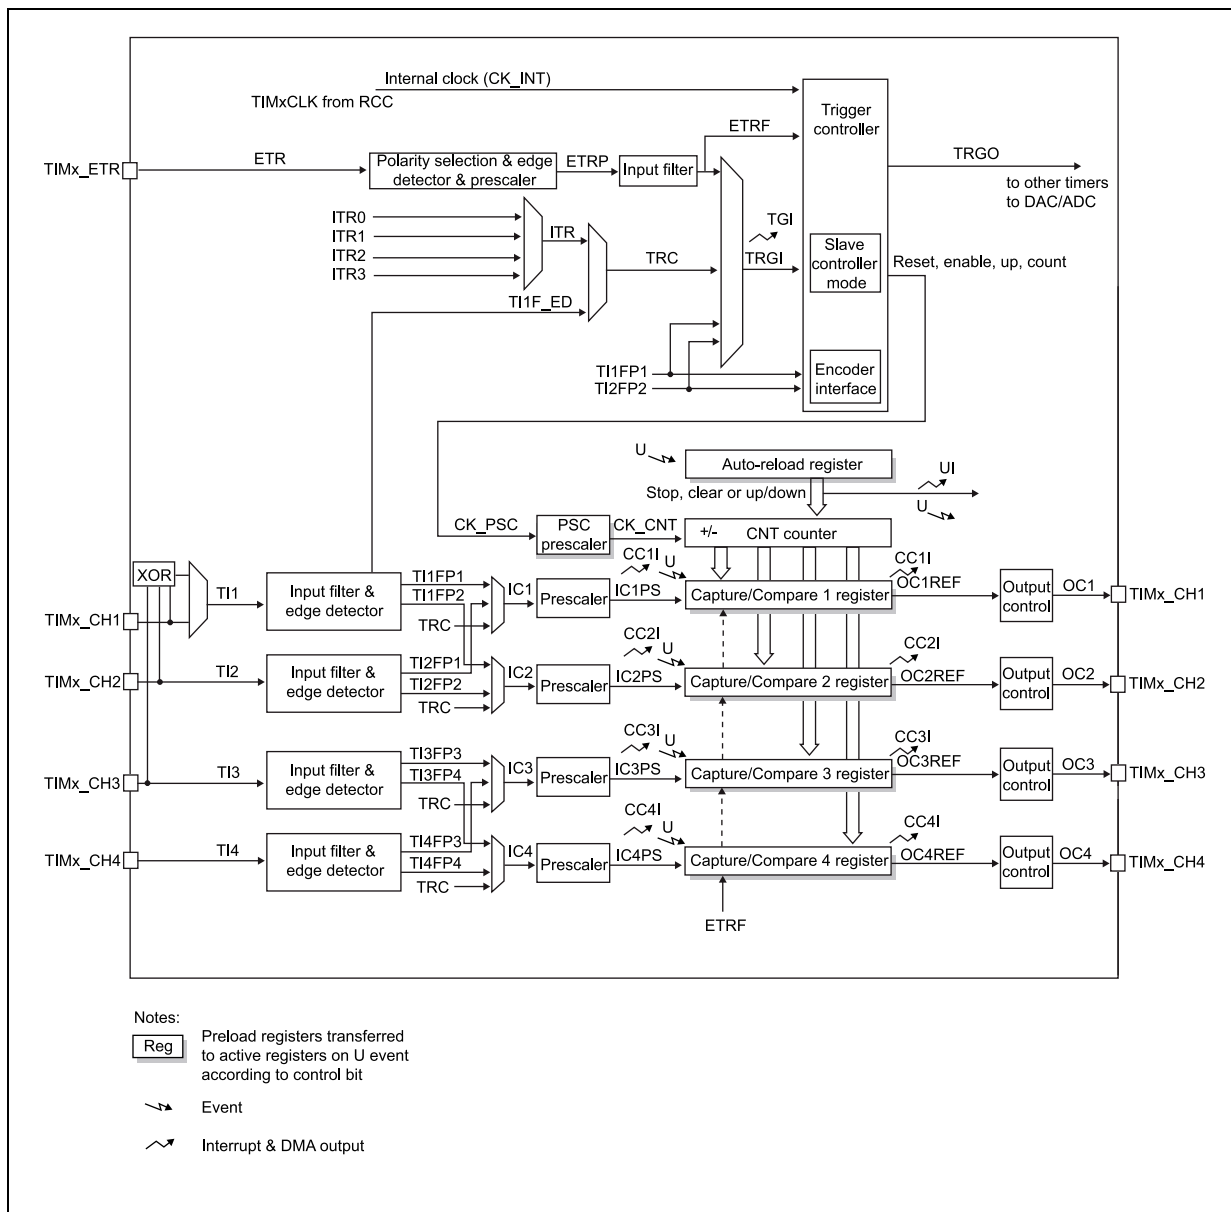 Internal clock (CK_INT)
TIMxCLK from RCC
Trigger
controller
ETRF
TIMx_ETR
ETR
Polarity selection & edge
detector & prescaler
ETRP
Input filter
TRGO
to other timers
to DAC/ADC
ITR0
ITR1
ITR2
ITR3
ITR
TRC
TGI
TRGI
Slave
controller
mode
Reset, enable, up, count
TI1F_ED
TI1FP1
TI2FP2
Encoder
interface
U
Auto-reload register
UI
Stop, clear or up/down
U
CK_PSC
PSC
prescaler
CK_CNT
+/-
CNT counter
XOR
TI1
Input filter &
edge detector
TI1FP1
TI1FP2
TRC
IC1
Prescaler
IC1PS
CC1I
U
Capture/Compare 1 register
CC1I
OC1REF
Output
control
OC1
TIMx_CH1
TIMx_CH1
TIMx_CH2
TI2
Input filter &
edge detector
TI2FP1
TI2FP2
TRC
IC2
Prescaler
IC2PS
CC2I
U
Capture/Compare 2 register
CC2I
OC2REF
Output
control
OC2
TIMx_CH2
TIMx_CH3
TI3
Input filter &
edge detector
TI3FP3
TI3FP4
TRC
IC3
Prescaler
IC3PS
CC3I
U
Capture/Compare 3 register
CC3I
OC3REF
Output
control
OC3
TIMx_CH3
TIMx_CH4
TI4
Input filter &
edge detector
TI4FP3
TI4FP4
TRC
IC4
Prescaler
IC4PS
CC4I
U
Capture/Compare 4 register
CC4I
OC4REF
Output
control
OC4
TIMx_CH4
ETRF
Notes:
Reg
Preload registers transferred
to active registers on U event
according to control bit
Event
Interrupt & DMA output